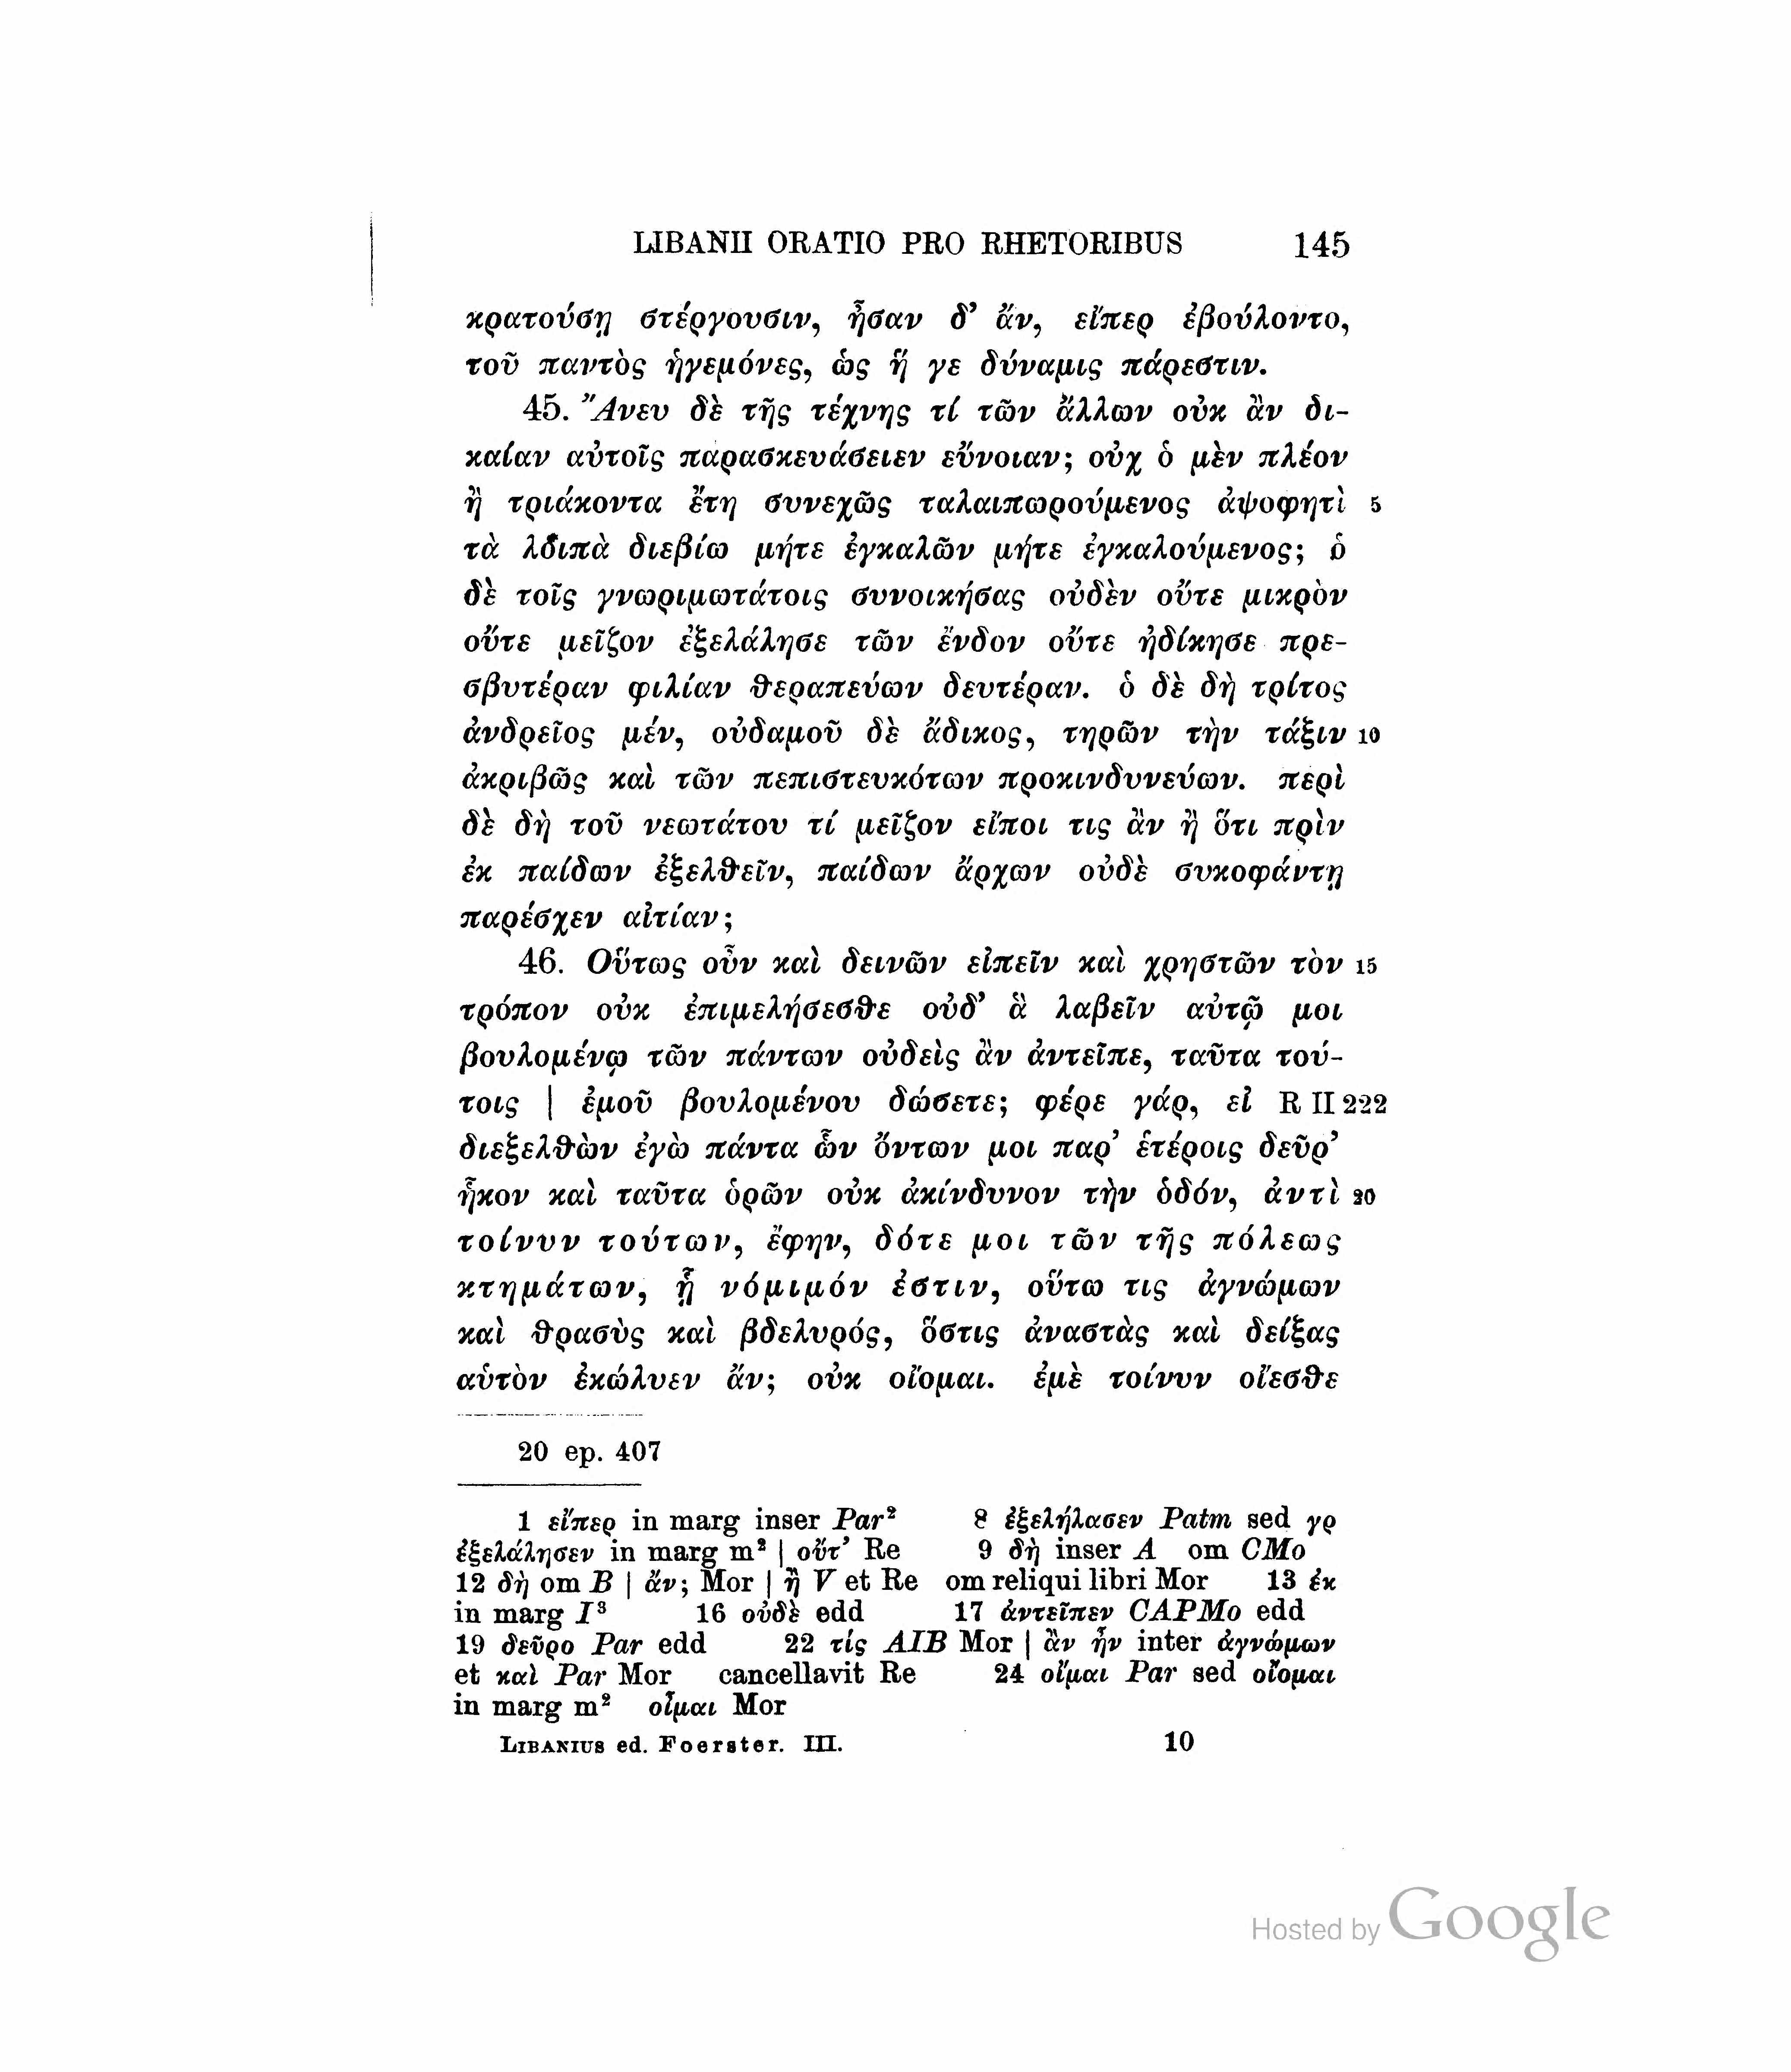 LIBANII ORATIO PRO RHETORIBUS 145
κρατούσῃ στέργουσιν, ἦσαν δ’ ἄν, εἴπερ ἐβούλοντο,
τοῦ παντὸς ἡγεμόνες, ὡς ἥ γε δύναμις πάρεστιν.
45. Ἄνευ δὲ τῆς τέχνης τί τῶν ἄλλων οὐκ ἂν δι-
καίαν αὐτοῖς παρασκευάσειεν εὔνοιαν; οὐχ ὁ μὲν πλέον
ἢ τριάκοντα ἔτη συνεχῶς ταλαιπωρούμενος ἀψοφητὶ 5
τὰ λοιπὰ διεβίω μήτε ἐγκαλῶν μήτε ἐγκαλούμενος; ὁ
δὲ τοῖς γνωριμωτάτοις συνοικήσας οὐδὲν οὔτε μικρὸν
οὔτε μεῖζον ἐξελάλησε τῶν ἔνδον οὔτε ἠδίκησε πρε-
σβυτέραν φιλίαν θεραπεύων δευτέραν. ὁ δὲ δὴ τρίτος
ἀνδρεῖος μέν, οὐδαμοῦ δὲ ἄδικος, τηρῶν τὴν τάξιν 10
ἀκριβῶς καὶ τῶν πεπιστευκότων προκινδυνεύων. περὶ
δὲ δὴ τοῦ νεωτάτου τί μεῖζον εἴποι τις ἂν ἢ ὅτι πρὶν
ἐκ παίδων ἐξελθεῖν, παίδων ἄρχων οὐδὲ συκοφάντῃ
παρέσχεν αἰτίαν;
46. Οὕτως οὖν καὶ δεινῶν εἰπεῖν καὶ χρηστῶν τὸν 15
τρόπον οὐκ ἐπιμελήσεσθε οὐδ’ ἃ λαβεῖν αὐτῷ μοι
βουλομένῳ τῶν πάντων οὐδεὶς ἂν ἀντεῖπε, ταῦτα τού-
τοις | ἐμοῦ βουλομένου δώσετε; φέρε γάρ, εἰ R II 222
διεξελθὼν ἐγὼ πάντα ὧν ὄντων μοι παρ’ ἑτέροις δεῦρ’
ἧκον καὶ ταῦτα ὁρῶν οὐκ ἀκίνδυνον τὴν ὁδόν, ἀντὶ 20
τοίνυν τούτων, ἔφην, δότε μοι τῶν τῆς πόλεως
κτημάτων, ᾗ νόμιμόν ἐστιν, οὕτω τις ἀγνώμων
καὶ θρασὺς καὶ βδελυρός, ὅστις ἀναστὰς καὶ δείξας
αὑτὸν ἐκώλυεν ἄν; οὐκ οἴομαι. ἐμὲ τοίνυν οἴεσθε
20 ep. 407
1 εἴπερ in marg inser Par² 8 ἐξελήλασεν Patm sed γρ
ἐξελάλησεν in marg m² | οὔτ’ Re 9 δὴ inser A om CMo
12 δὴ om B | ἄν; Mor | ἢ V et Re om reliqui libri Mor 13 ἐκ
in marg I³ 16 οὐδὲ edd 17 ἀντεῖπεν CAPMo edd
19 δεῦρο Par edd 22 τίς AIB Mor | ἂν ἦν inter ἀγνώμων
et καὶ Par Mor cancellavit Re 24 οἴμαι Par sed οἴομαι
in marg m² οἶμαι Mor
LIBANIUS ed. Foerster. III. 10
Hosted by Google